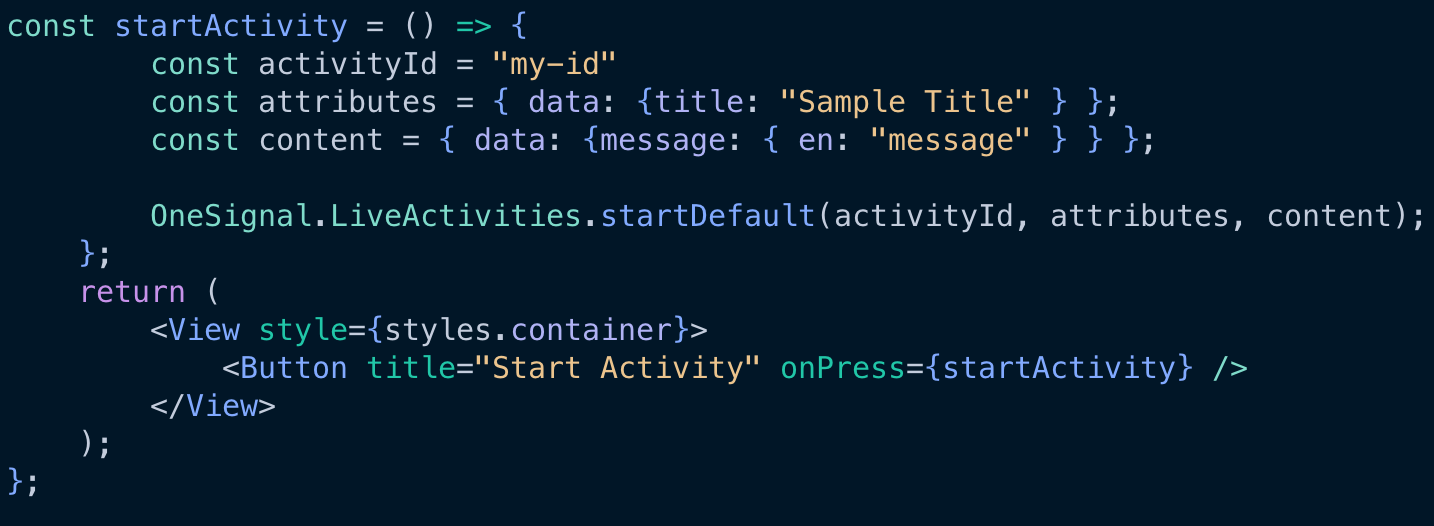 const startActivity = () => {
        const activityId = "my-id"
        const attributes = { data: {title: "Sample Title" } };
        const content = { data: {message: { en: "message" } } };

        OneSignal.LiveActivities.startDefault(activityId, attributes, content);
    };
    return (
        <View style={styles.container}>
            <Button title="Start Activity" onPress={startActivity} />
        </View>
    );
};